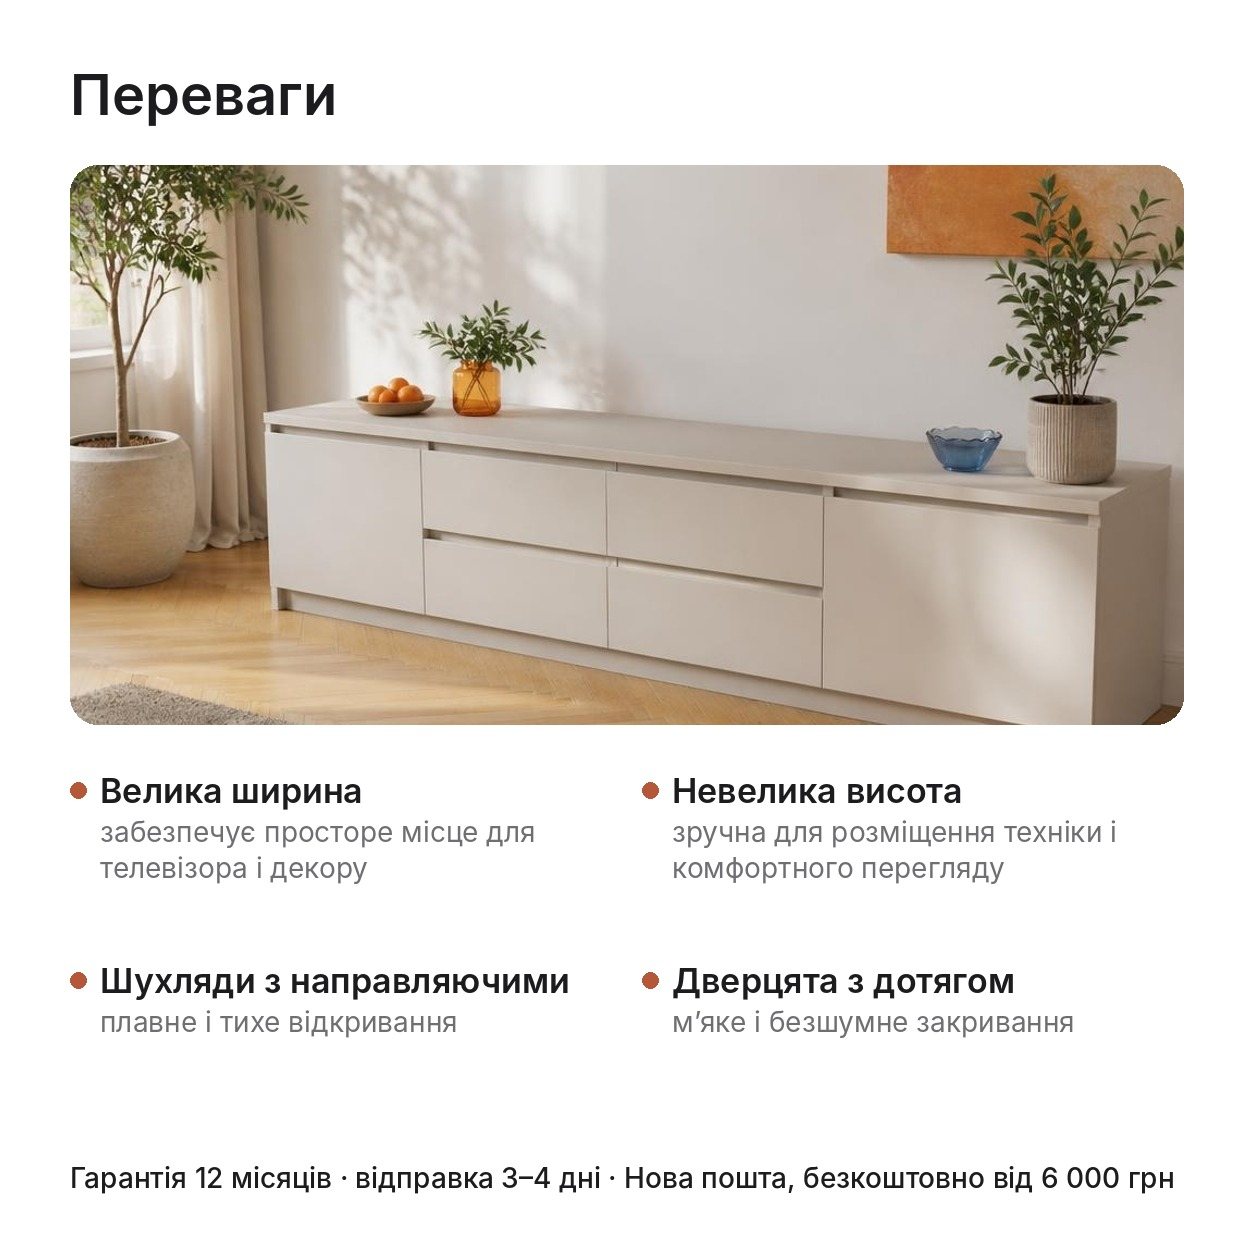 Переваги
Велика ширина
забезпечує просторе місце для
телевізора і декору
Невелика висота
зручна для розміщення техніки і
комфортного перегляду
Шухляди з направляючими
плавне і тихе відкривання
Дверцята з дотягом
м’яке і безшумне закривання
Гарантія 12 місяців · відправка 3–4 дні · Нова пошта, безкоштовно від 6 000 грн